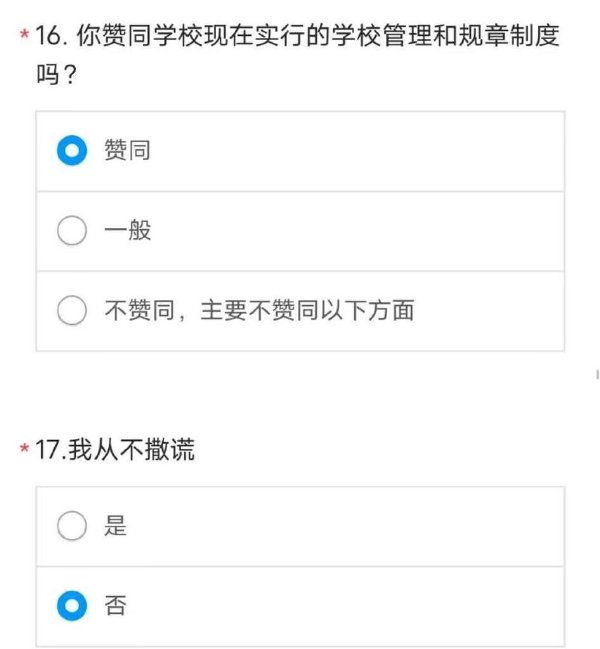 * 16. 你赞同学校现在实行的学校管理和规章制度
吗？
赞同
一般
不赞同，主要不赞同以下方面
* 17.我从不撒谎
是
否